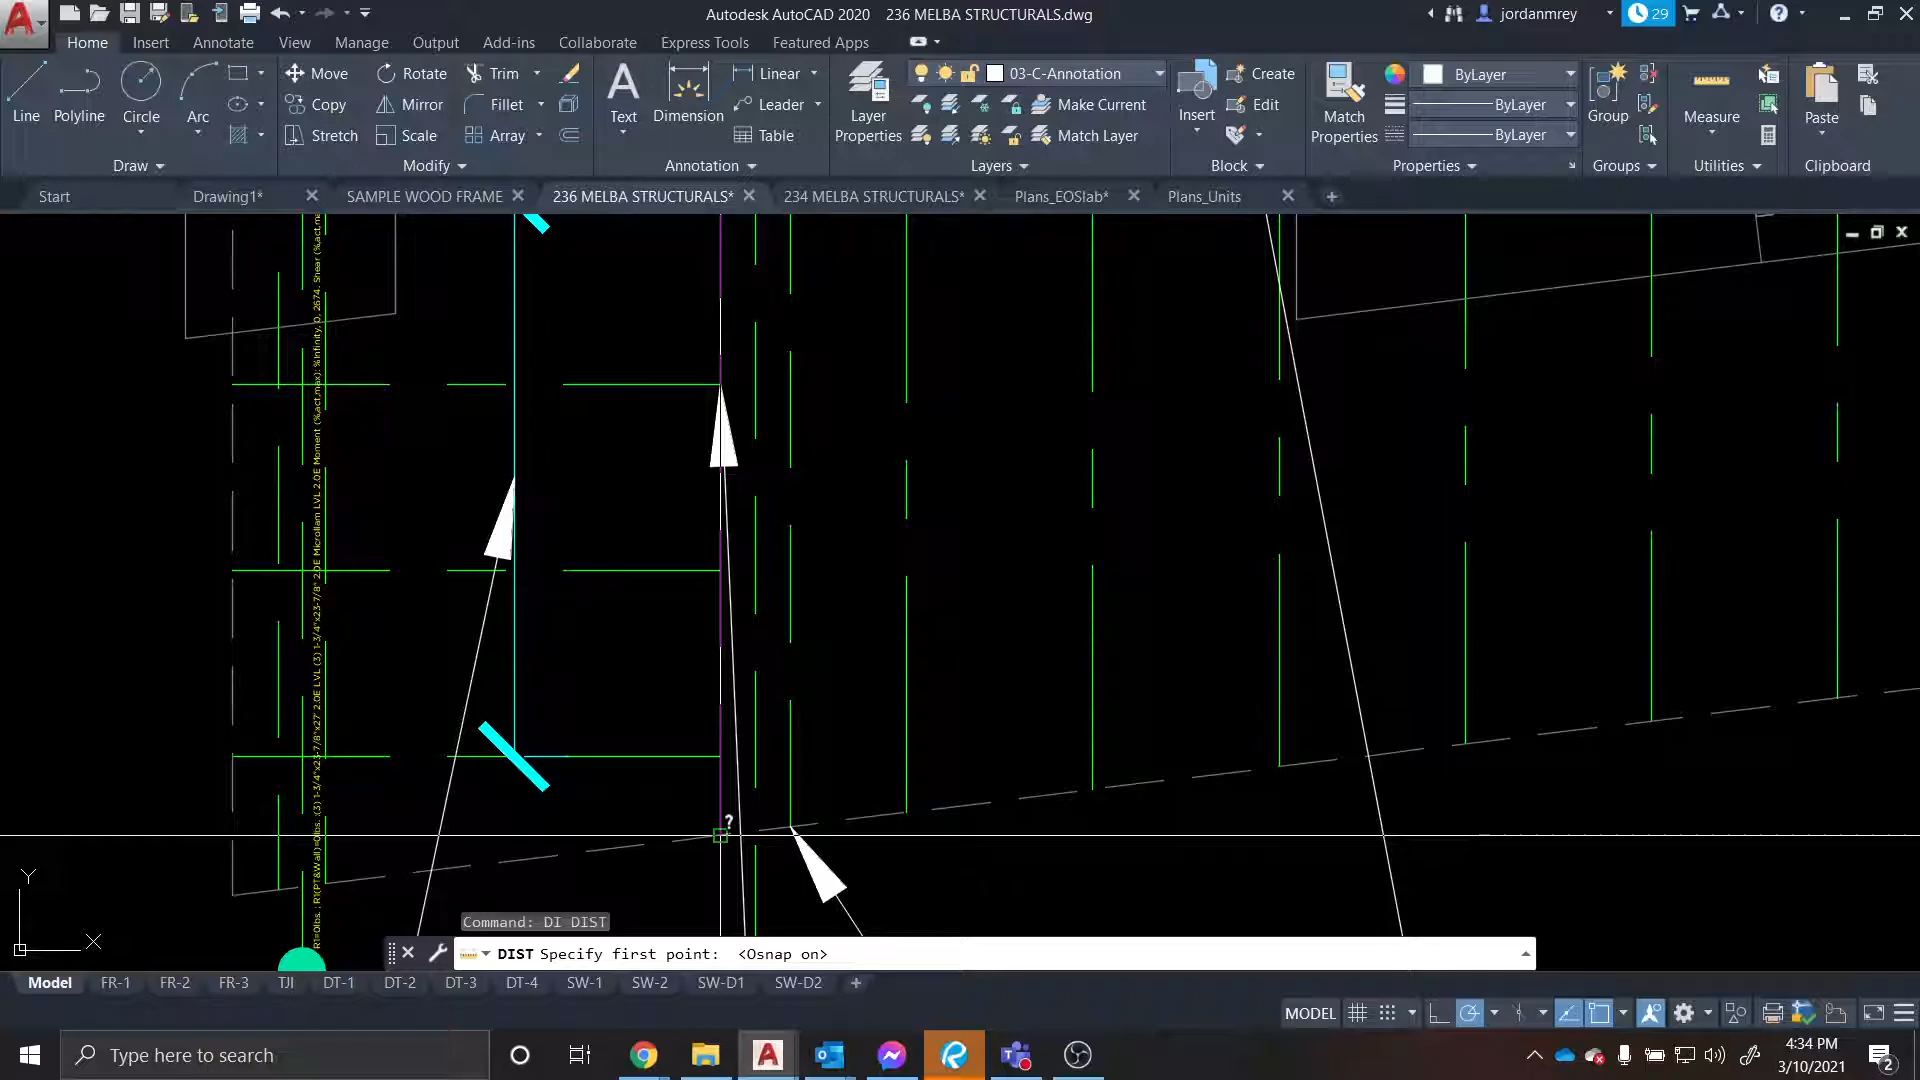 Autodesk AutoCAD 2020 236 MELBA STRUCTURALS.dwg
jordanmrey
29
Home Insert Annotate View Manage Output Add-ins Collaborate Express Tools Featured Apps
Line Polyline Circle Arc
Move Rotate Trim
Copy Mirror Fillet
Stretch Scale Array
Text Dimension
Linear
Leader
Table
Layer Properties
03-C-Annotation
Make Current
Match Layer
Insert
Create
Edit
Match Properties
ByLayer
ByLayer
ByLayer
Group
Measure
Paste
Draw Modify Annotation Layers Block Properties Groups Utilities Clipboard
Start Drawing1* SAMPLE WOOD FRAME 236 MELBA STRUCTURALS* 234 MELBA STRUCTURALS* Plans_EOSlab* Plans_Units
?
Y
X
Command: DI DIST
DIST Specify first point: <Osnap on>
Model FR-1 FR-2 FR-3 TJI DT-1 DT-2 DT-3 DT-4 SW-1 SW-2 SW-D1 SW-D2 +
MODEL
Type here to search
4:34 PM
3/10/2021
2